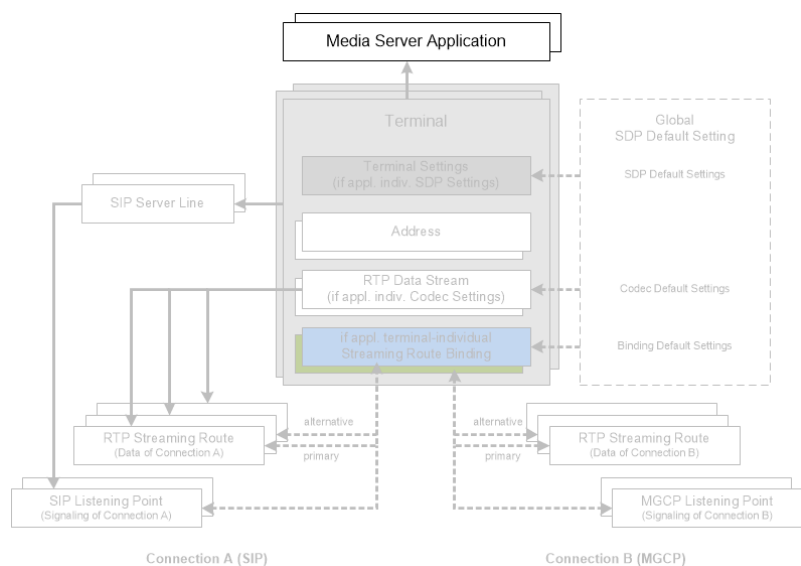 Media Server Application
Terminal
Global
SDP Default Setting
Terminal Settings
(if appl. indiv. SDP Settings)
SDP Default Settings
SIP Server Line
Address
RTP Data Stream
(if appl. indiv. Codec Settings)
Codec Default Settings
if appl. terminal-individual
Streaming Route Binding
Binding Default Settings
alternative
alternative
RTP Streaming Route
(Data of Connection A)
primary
primary
RTP Streaming Route
(Data of Connection B)
SIP Listening Point
(Signaling of Connection A)
MGCP Listening Point
(Signaling of Connection B)
Connection A (SIP)
Connection B (MGCP)